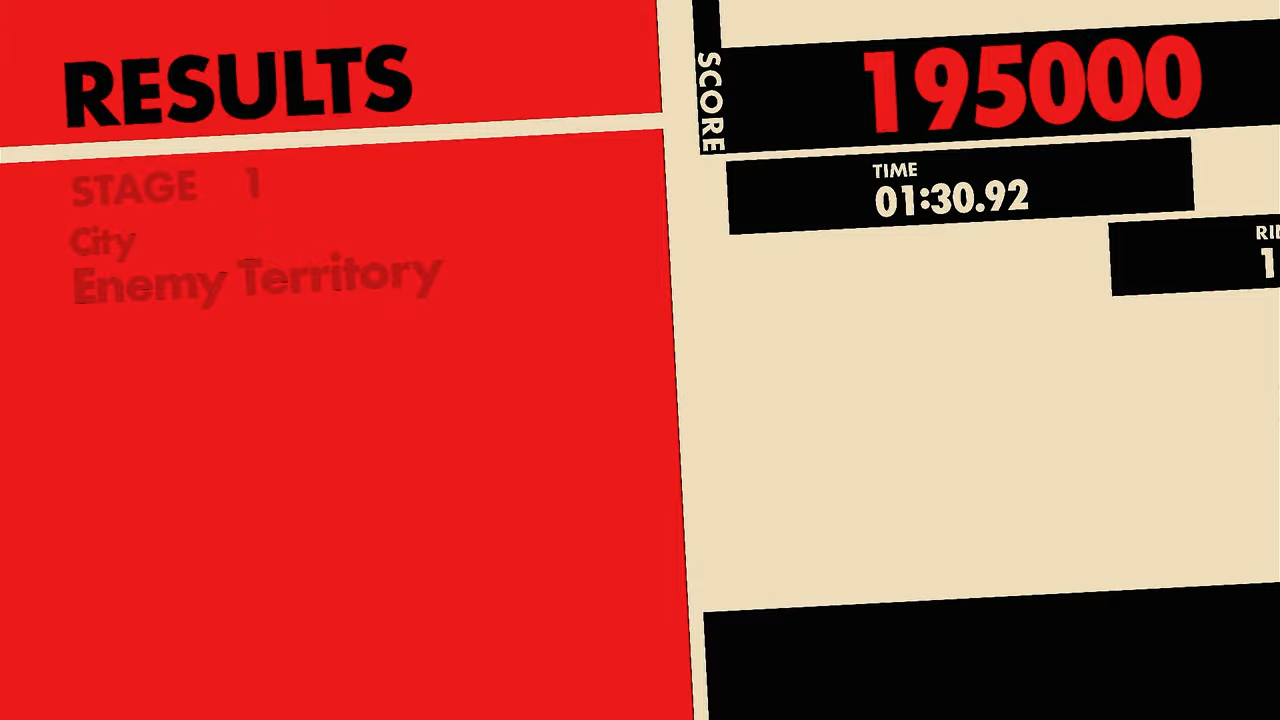 RESULTS
STAGE 1
City
Enemy Territory
SCORE
195000
TIME
01:30.92